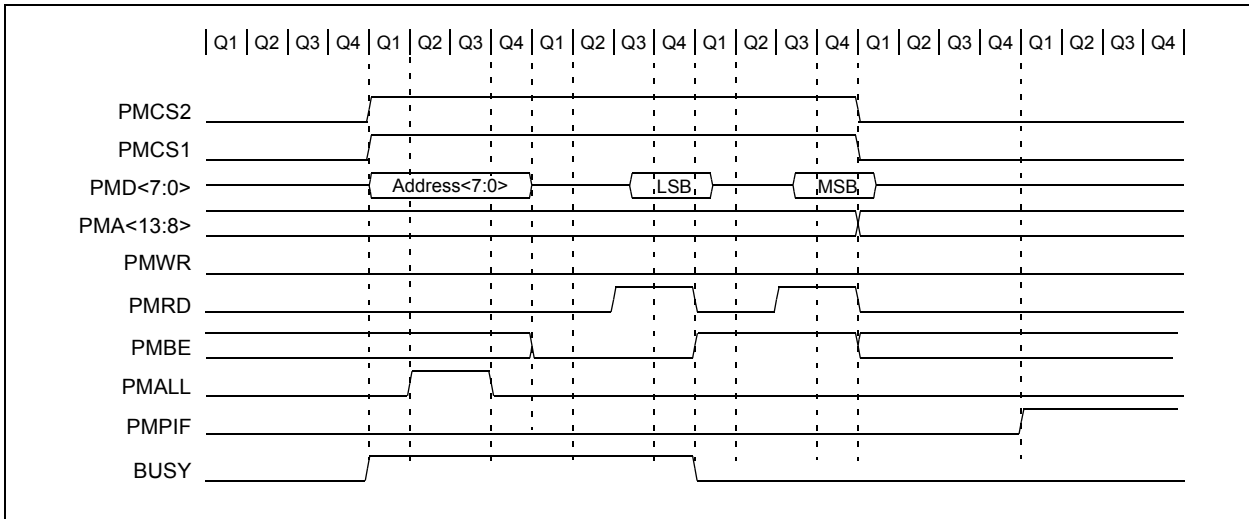 Q1 Q2 Q3 Q4 Q1 Q2 Q3 Q4 Q1 Q2 Q3 Q4 Q1 Q2 Q3 Q4 Q1 Q2 Q3 Q4 Q1 Q2 Q3 Q4
PMCS2
PMCS1
PMD<7:0> Address<7:0> LSB MSB
PMA<13:8>
PMWR
PMRD
PMBE
PMALL
PMPIF
BUSY